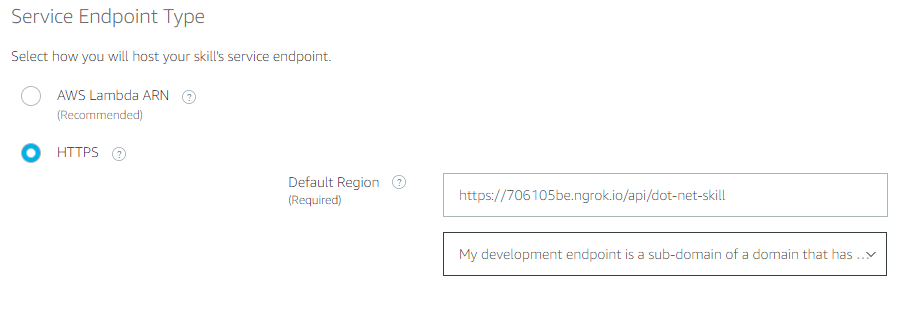 Service Endpoint Type
Select how you will host your skill's service endpoint.
AWS Lambda ARN ?
(Recommended)
HTTPS ?
Default Region ?
(Required)
https://706105be.ngrok.io/api/dot-net-skill
My development endpoint is a sub-domain of a domain that has ...